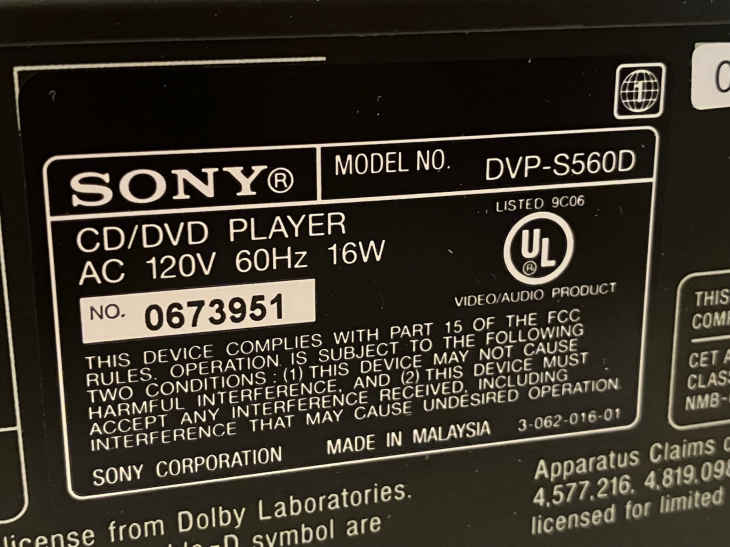 1
SONY® MODEL NO. DVP-S560D
CD/DVD PLAYER
AC 120V 60Hz 16W
LISTED 9C06
UL
®
VIDEO/AUDIO PRODUCT
NO. 0673951
THIS DEVICE COMPLIES WITH PART 15 OF THE FCC
RULES. OPERATION IS SUBJECT TO THE FOLLOWING
TWO CONDITIONS : (1) THIS DEVICE MAY NOT CAUSE
HARMFUL INTERFERENCE, AND (2) THIS DEVICE MUST
ACCEPT ANY INTERFERENCE RECEIVED, INCLUDING
INTERFERENCE THAT MAY CAUSE UNDESIRED OPERATION.
SONY CORPORATION MADE IN MALAYSIA 3-062-016-01
THIS
COM
CET A
CLAS
NMB-
license from Dolby Laboratories.
-D symbol are
Apparatus Claims o
4,577,216, 4,819,098
licensed for limited